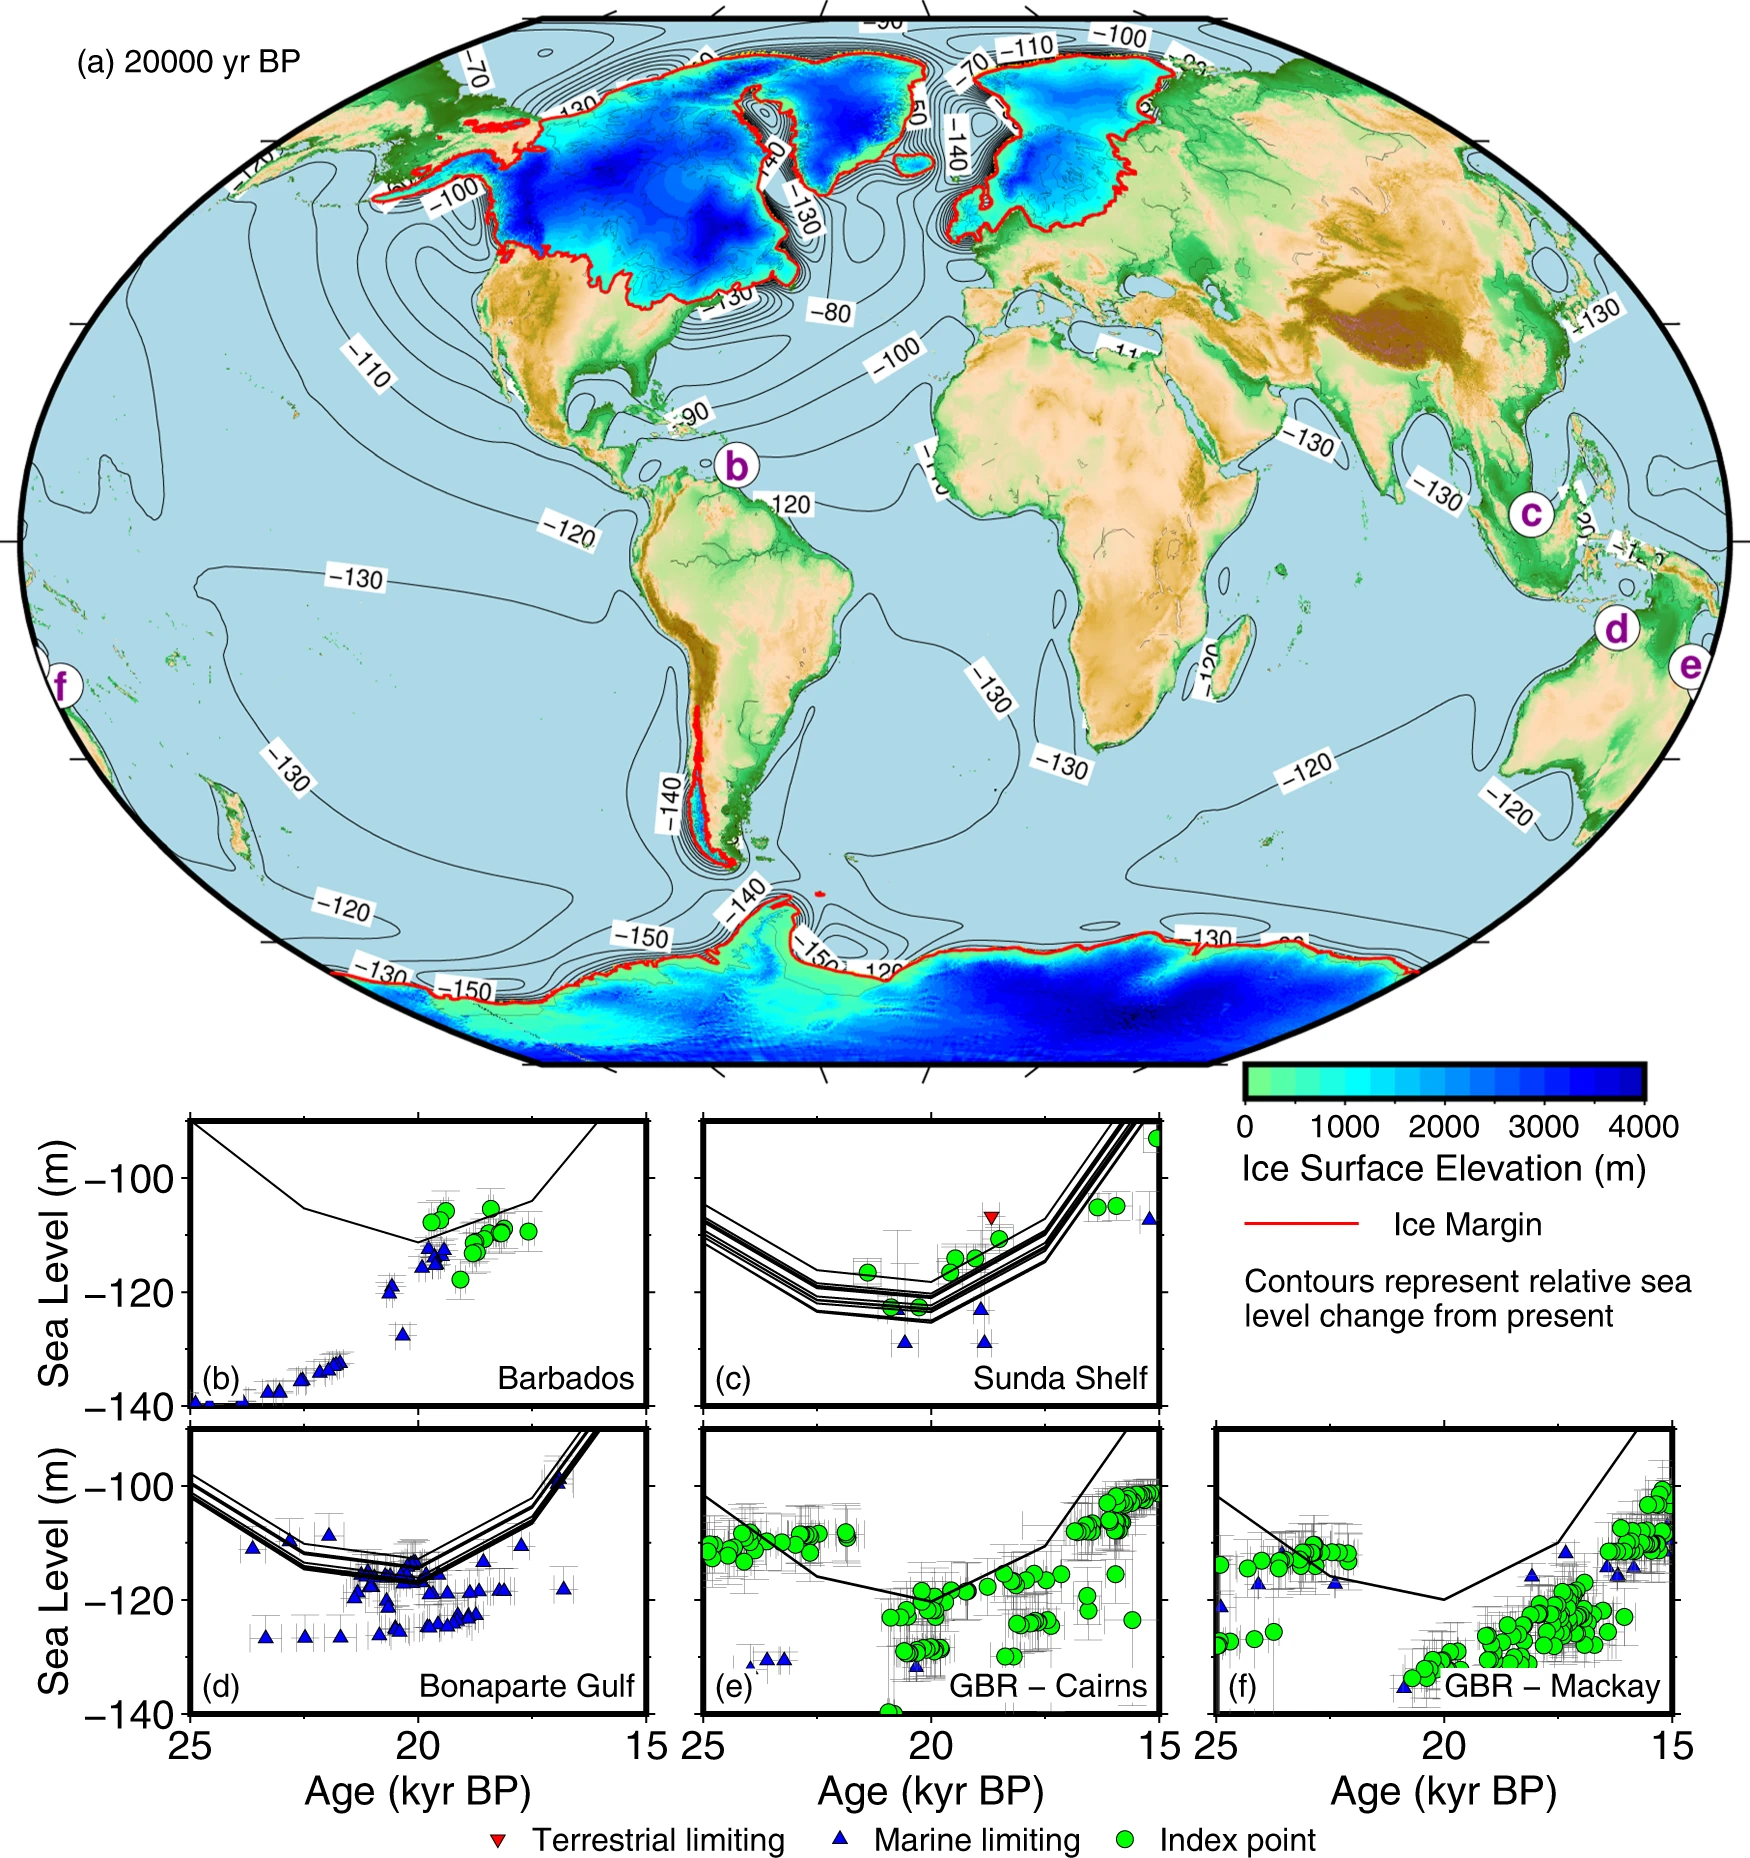 (a) 20000 yr BP
−90
−100
−110
−70
−70
−130
−140
−120
−100
−130
−130
−80
−100
−110
−90
−130
−130
−130
b
−120
c
−120
−130
d
e
f
−130
−120
−130
−130
−120
−120
−140
−120
−140
−150
−130
−130
−150
−150
0 1000 2000 3000 4000
Ice Surface Elevation (m)
Ice Margin
Contours represent relative sea
level change from present
Sea Level (m)
−100
−120
−140
(b) Barbados
(c) Sunda Shelf
Sea Level (m)
−100
−120
−140
(d) Bonaparte Gulf
(e) GBR − Cairns
(f) GBR − Mackay
25 20 15 25 20 15 25 20 15
Age (kyr BP) Age (kyr BP) Age (kyr BP)
Terrestrial limiting Marine limiting Index point